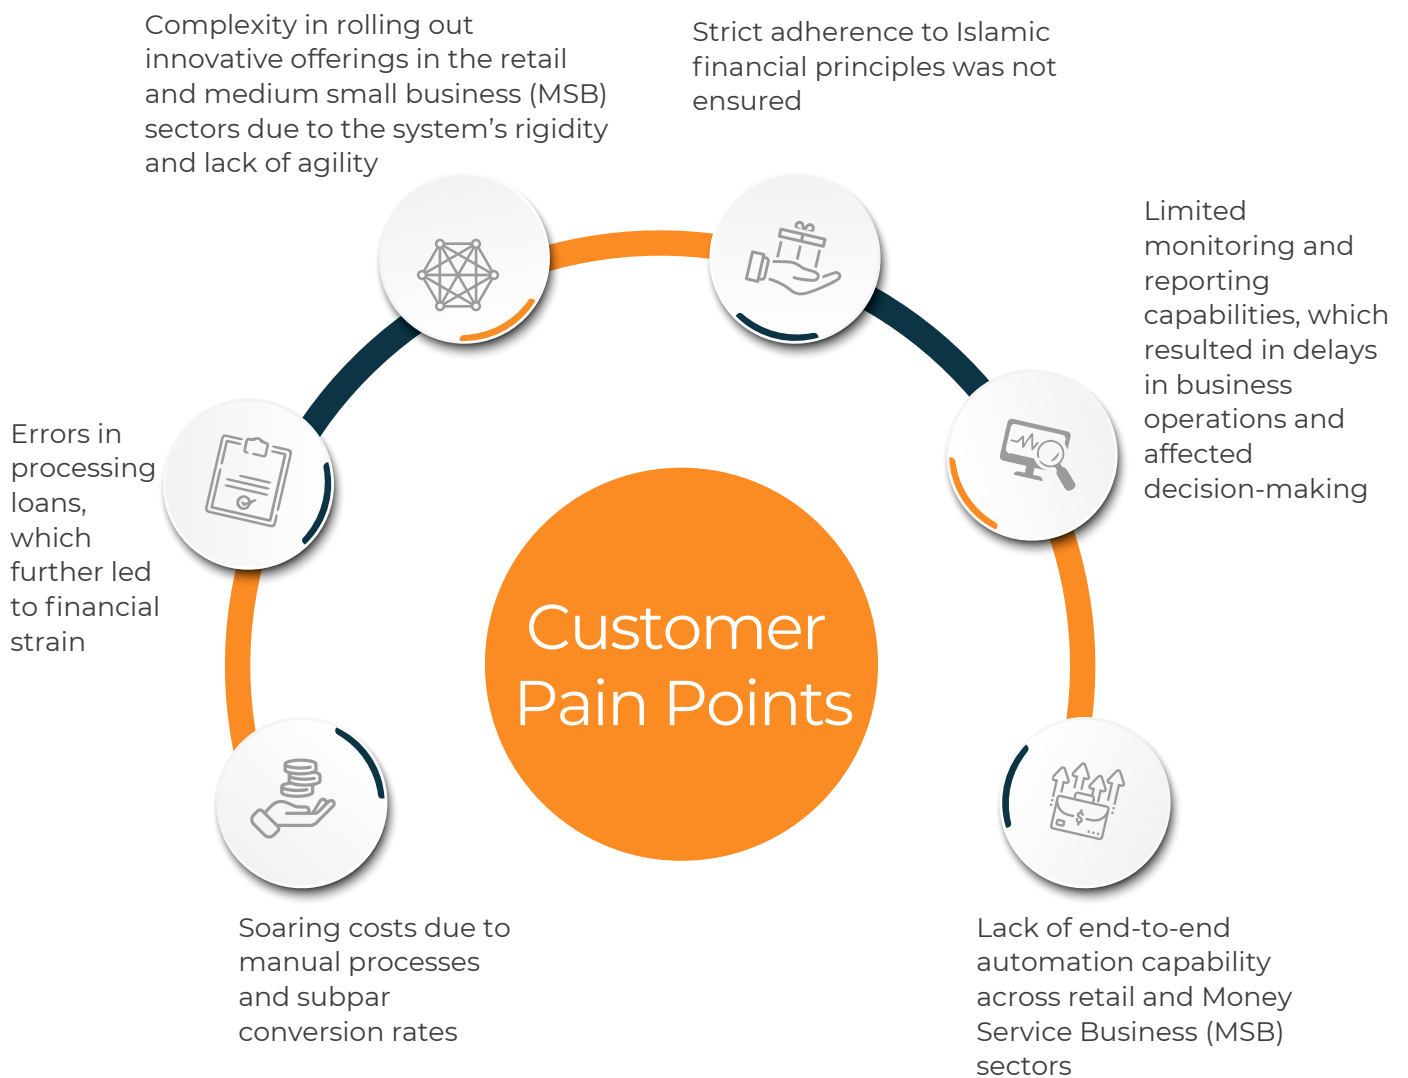 Complexity in rolling out
innovative offerings in the retail
and medium small business (MSB)
sectors due to the system’s rigidity
and lack of agility
Strict adherence to Islamic
financial principles was not
ensured
Limited
monitoring and
reporting
capabilities, which
resulted in delays
in business
operations and
affected
decision-making
Errors in
processing
loans,
which
further led
to financial
strain
Customer
Pain Points
$
Soaring costs due to
manual processes
and subpar
conversion rates
Lack of end-to-end
automation capability
across retail and Money
Service Business (MSB)
sectors